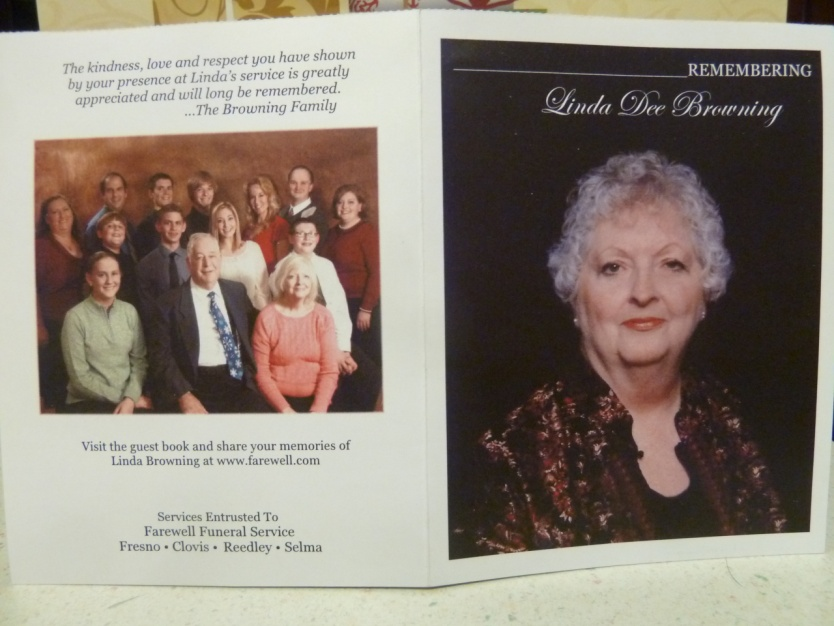 The kindness, love and respect you have shown
by your presence at Linda's service is greatly
appreciated and will long be remembered.
...The Browning Family
Visit the guest book and share your memories of
Linda Browning at www.farewell.com
Services Entrusted To
Farewell Funeral Service
Fresno • Clovis • Reedley • Selma
REMEMBERING
Linda Dee Browning